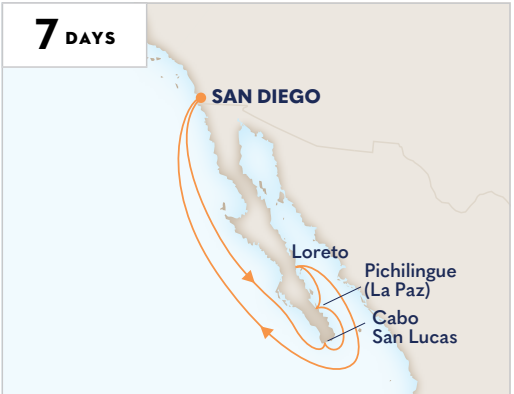 7 DAYS
SAN DIEGO
Loreto
Pichilingue
(La Paz)
Cabo
San Lucas